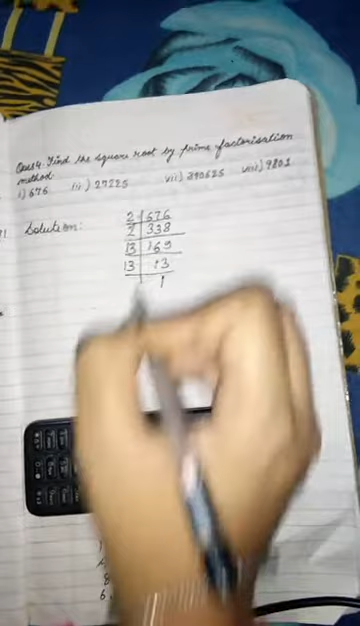 Ques 4. Find the square root by prime factorisation
method:
i) 676 iii) 27225 vii) 390625 viii) 9801
Solution:
2 676
2 338
13 169
13 13
1